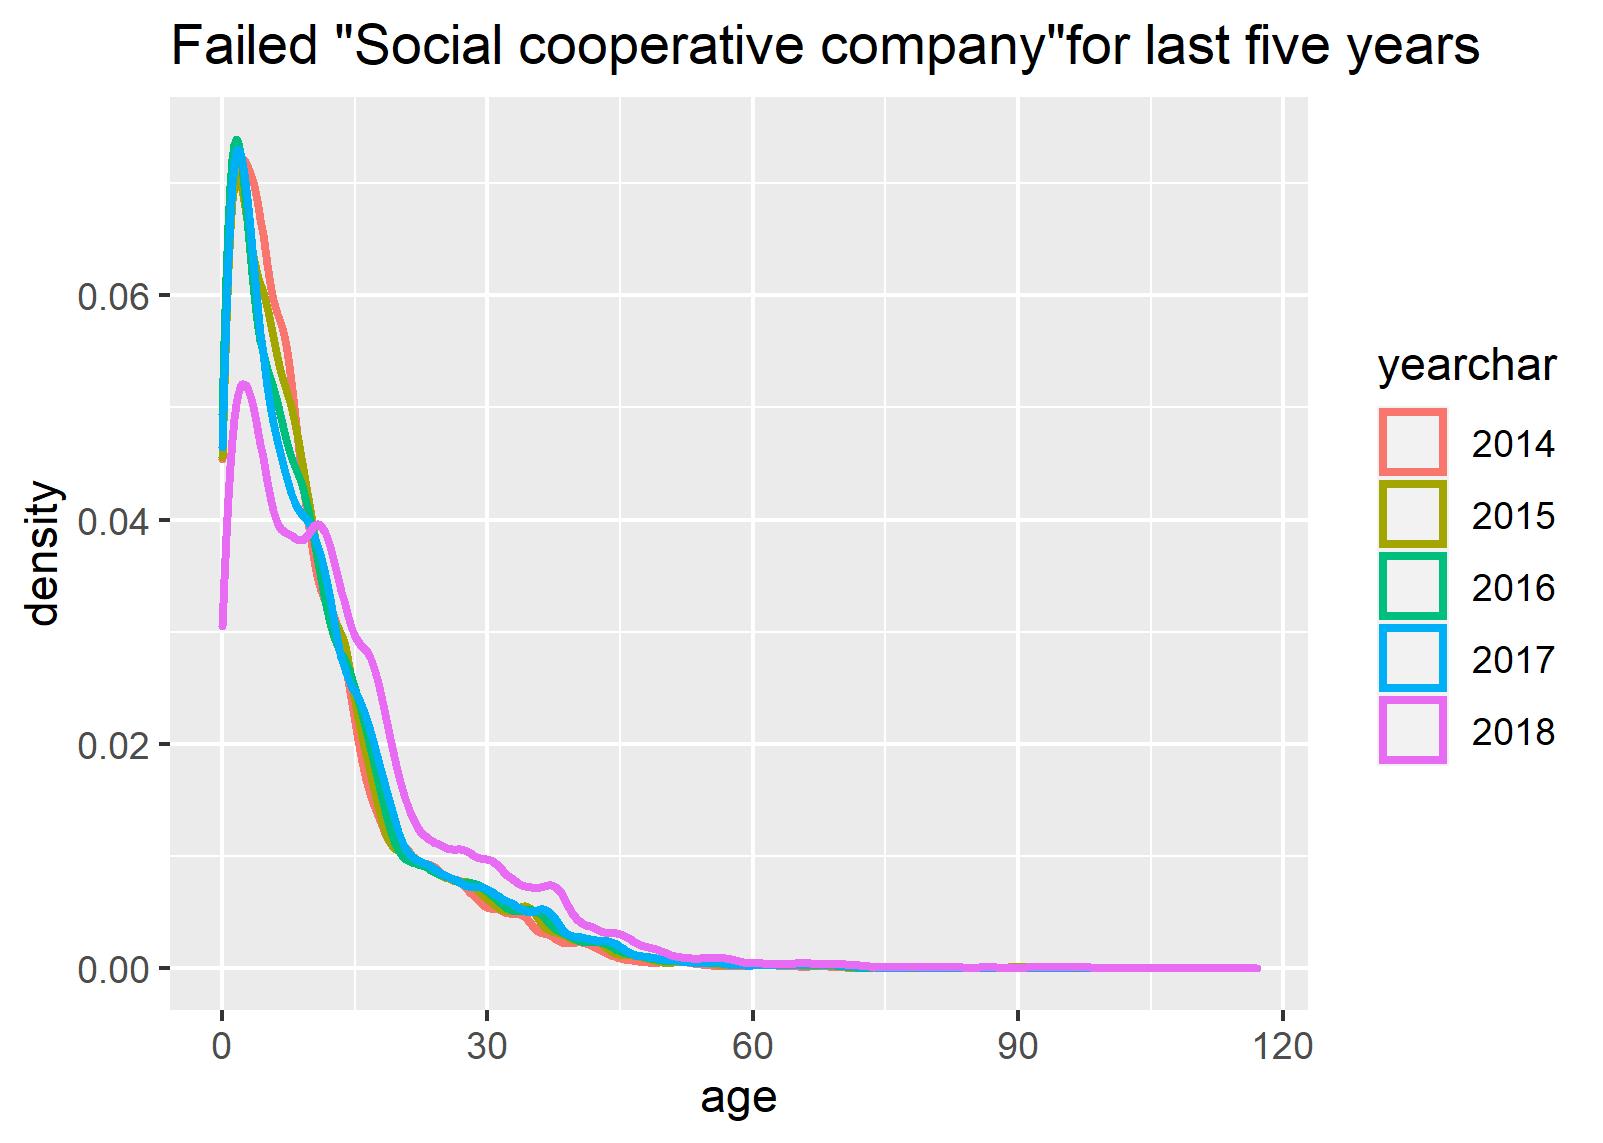 Failed "Social cooperative company"for last five years
density
0.06
0.04
0.02
0.00
0 30 60 90 120
age
yearchar
2014
2015
2016
2017
2018